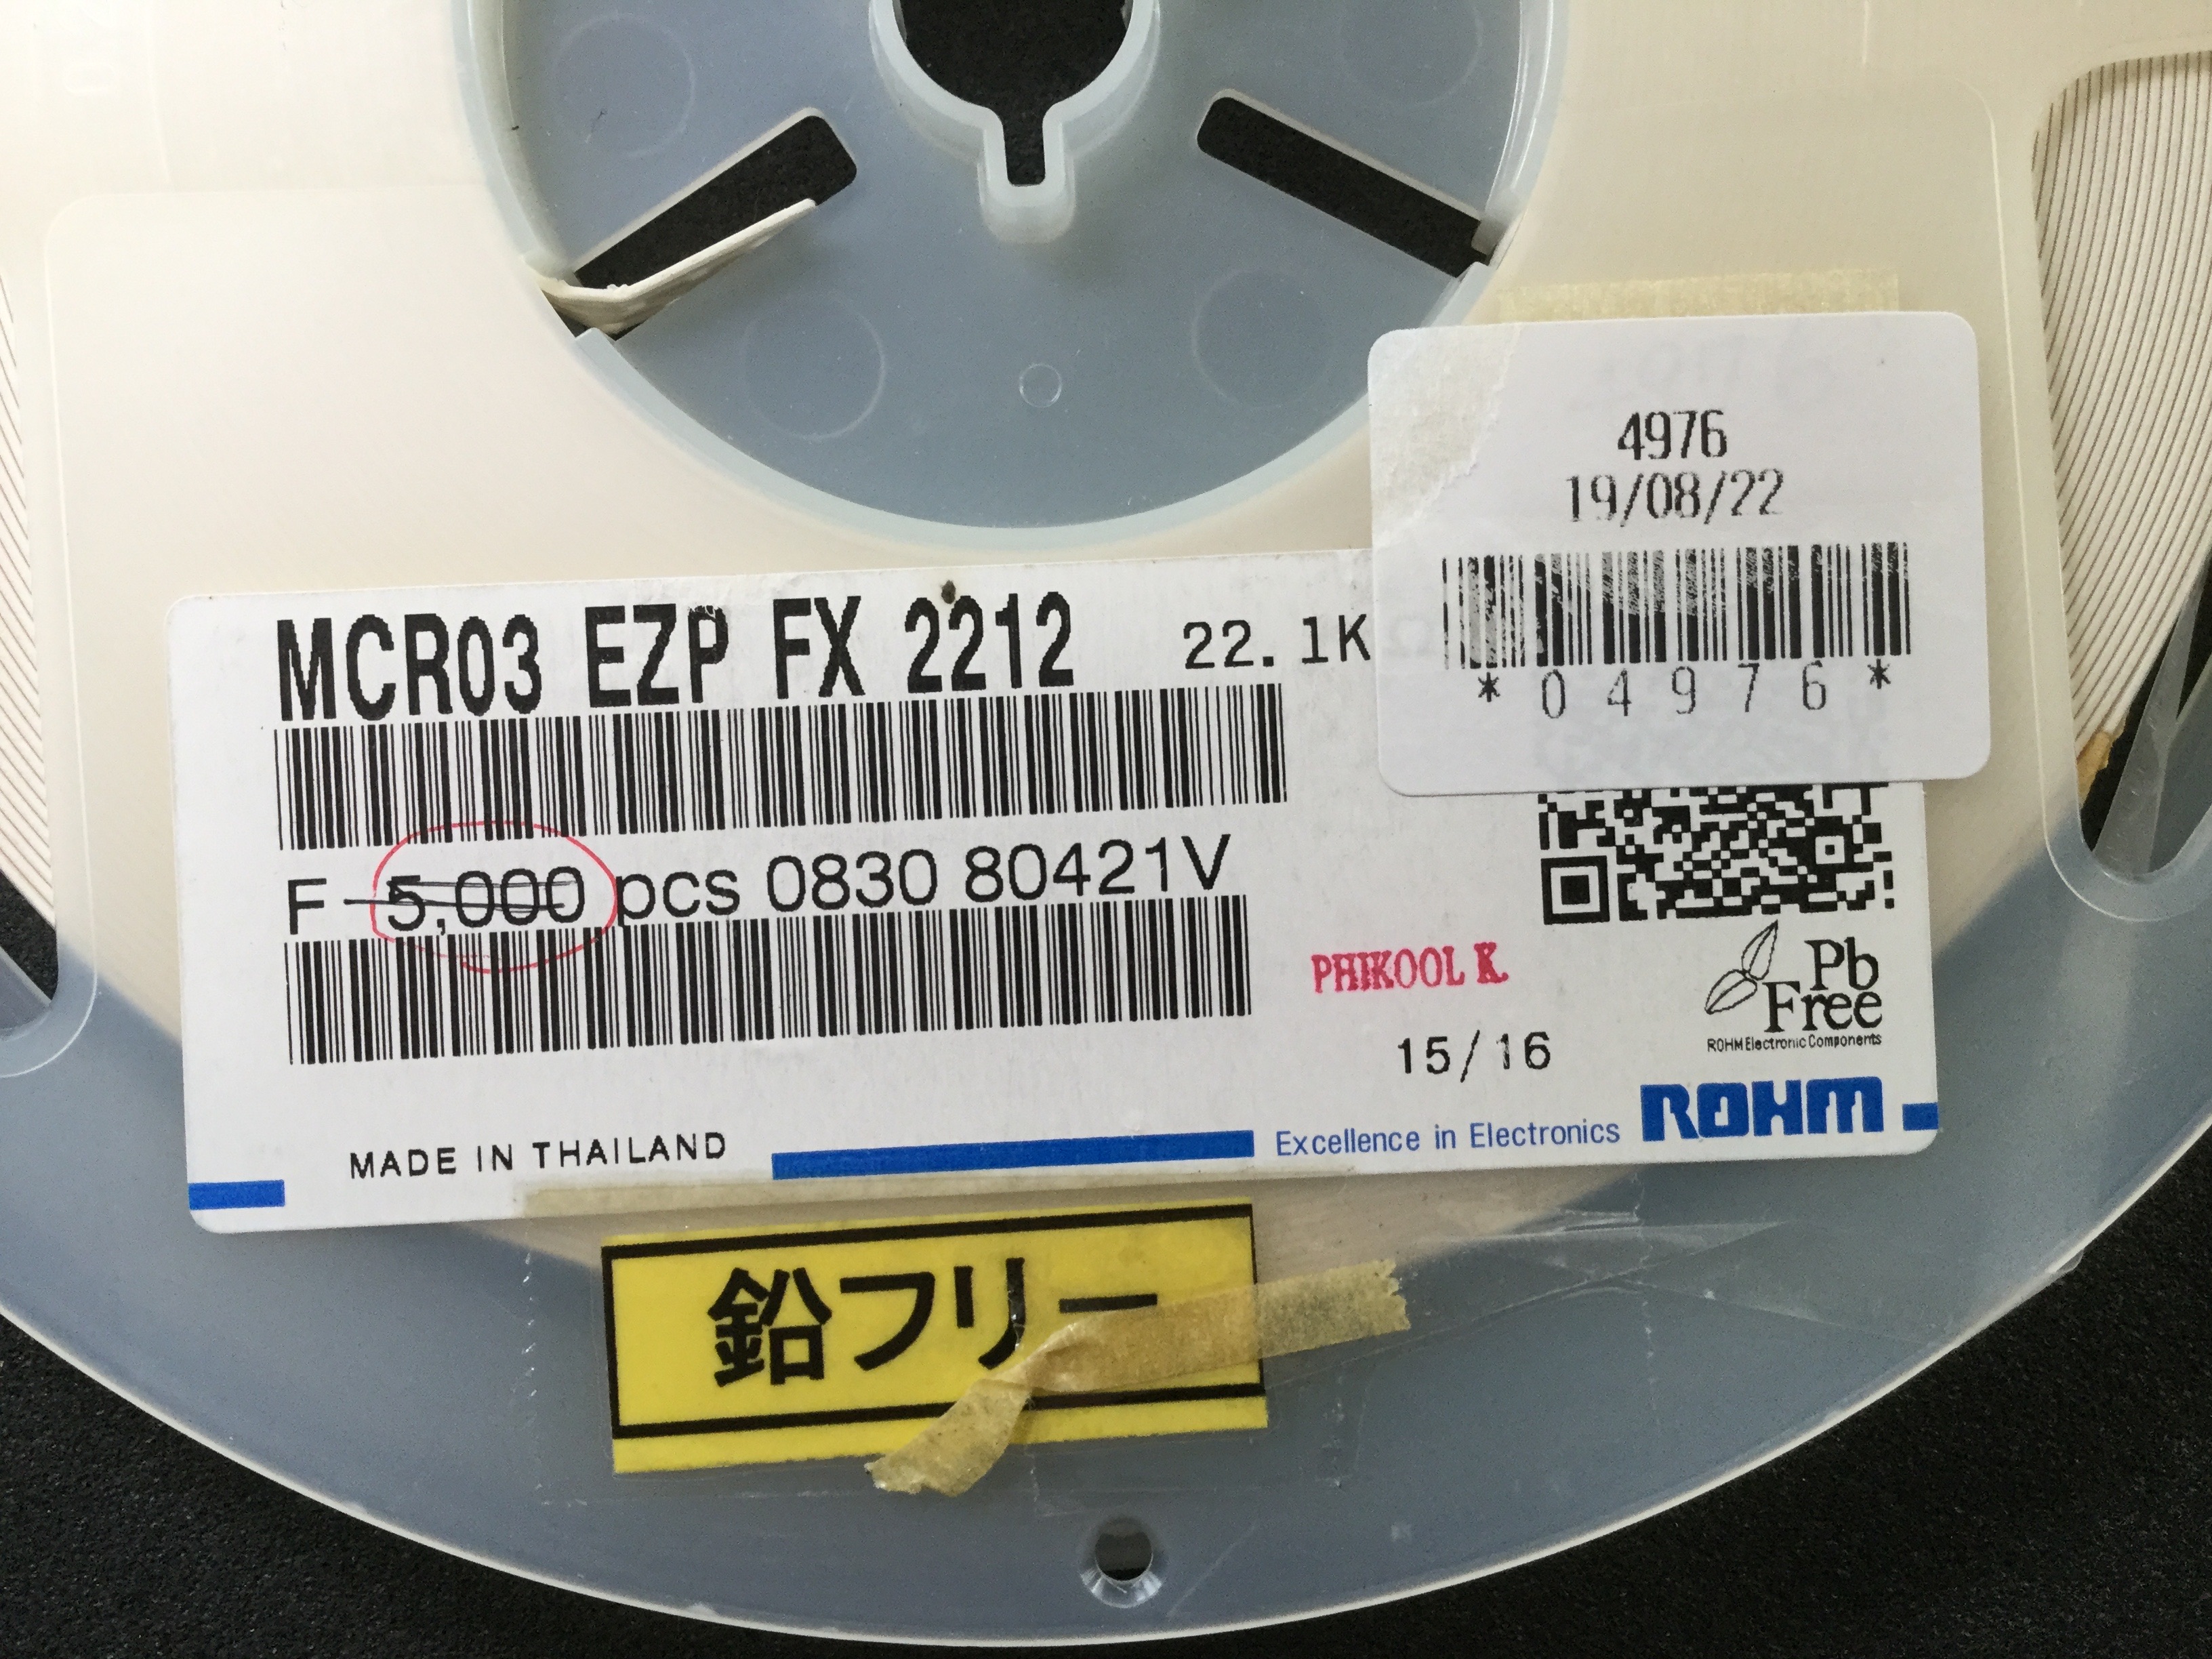 4976
19/08/22
*04976*
MCR03 EZP FX 2212 22.1K
F 5,000 pcs 0830 80421V
PHIKOOL K.
15/16
Pb
Free
ROHM Electronic Components
MADE IN THAILAND
Excellence in Electronics ROHM
鉛フリー